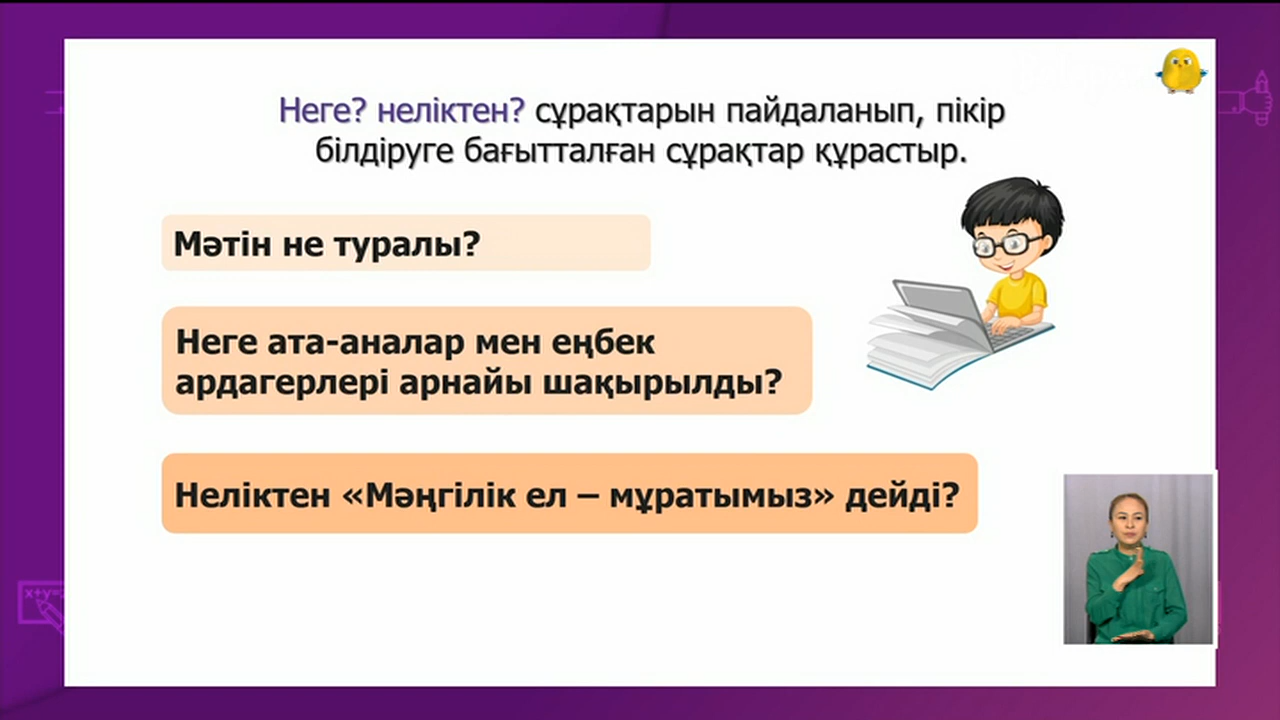 Неге? неліктен? сұрақтарын пайдаланып, пікір
білдіруге бағытталған сұрақтар құрастыр.
Мәтін не туралы?
Неге ата-аналар мен еңбек
ардагерлері арнайы шақырылды?
Неліктен «Мәңгілік ел – мұратымыз» дейді?
x+y=